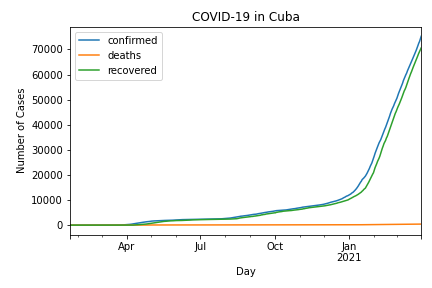 COVID-19 in Cuba
confirmed
deaths
recovered
Number of Cases
70000
60000
50000
40000
30000
20000
10000
0
Apr Jul Oct Jan
2021
Day